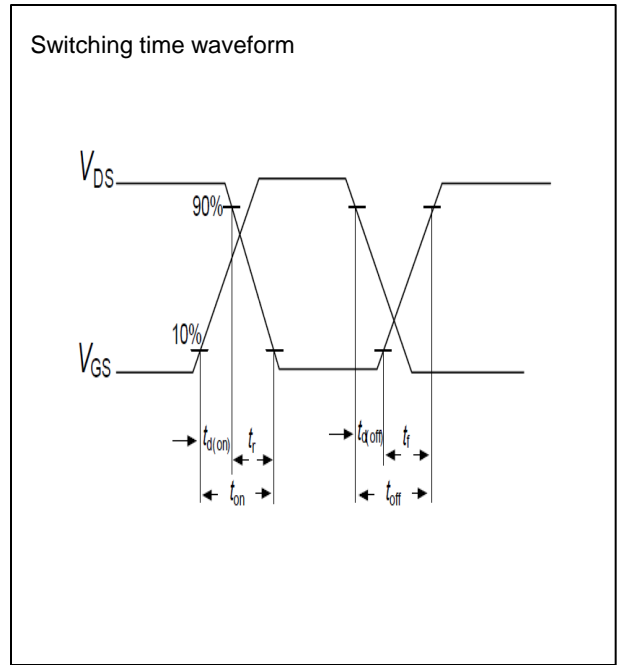 Switching time waveform
VDS
90%
10%
VGS
td(on) tr td(off) tf
ton toff